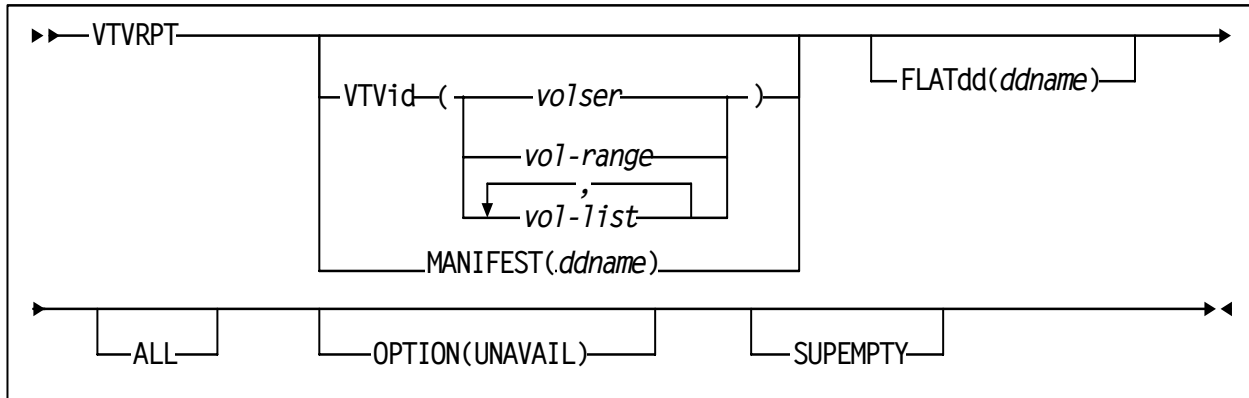 VTVRPT
FLATdd(ddname)
VTVid ( volser )
vol-range
,
vol-list
MANIFEST(.ddname)
ALL
OPTION(UNAVAIL)
SUPEMPTY